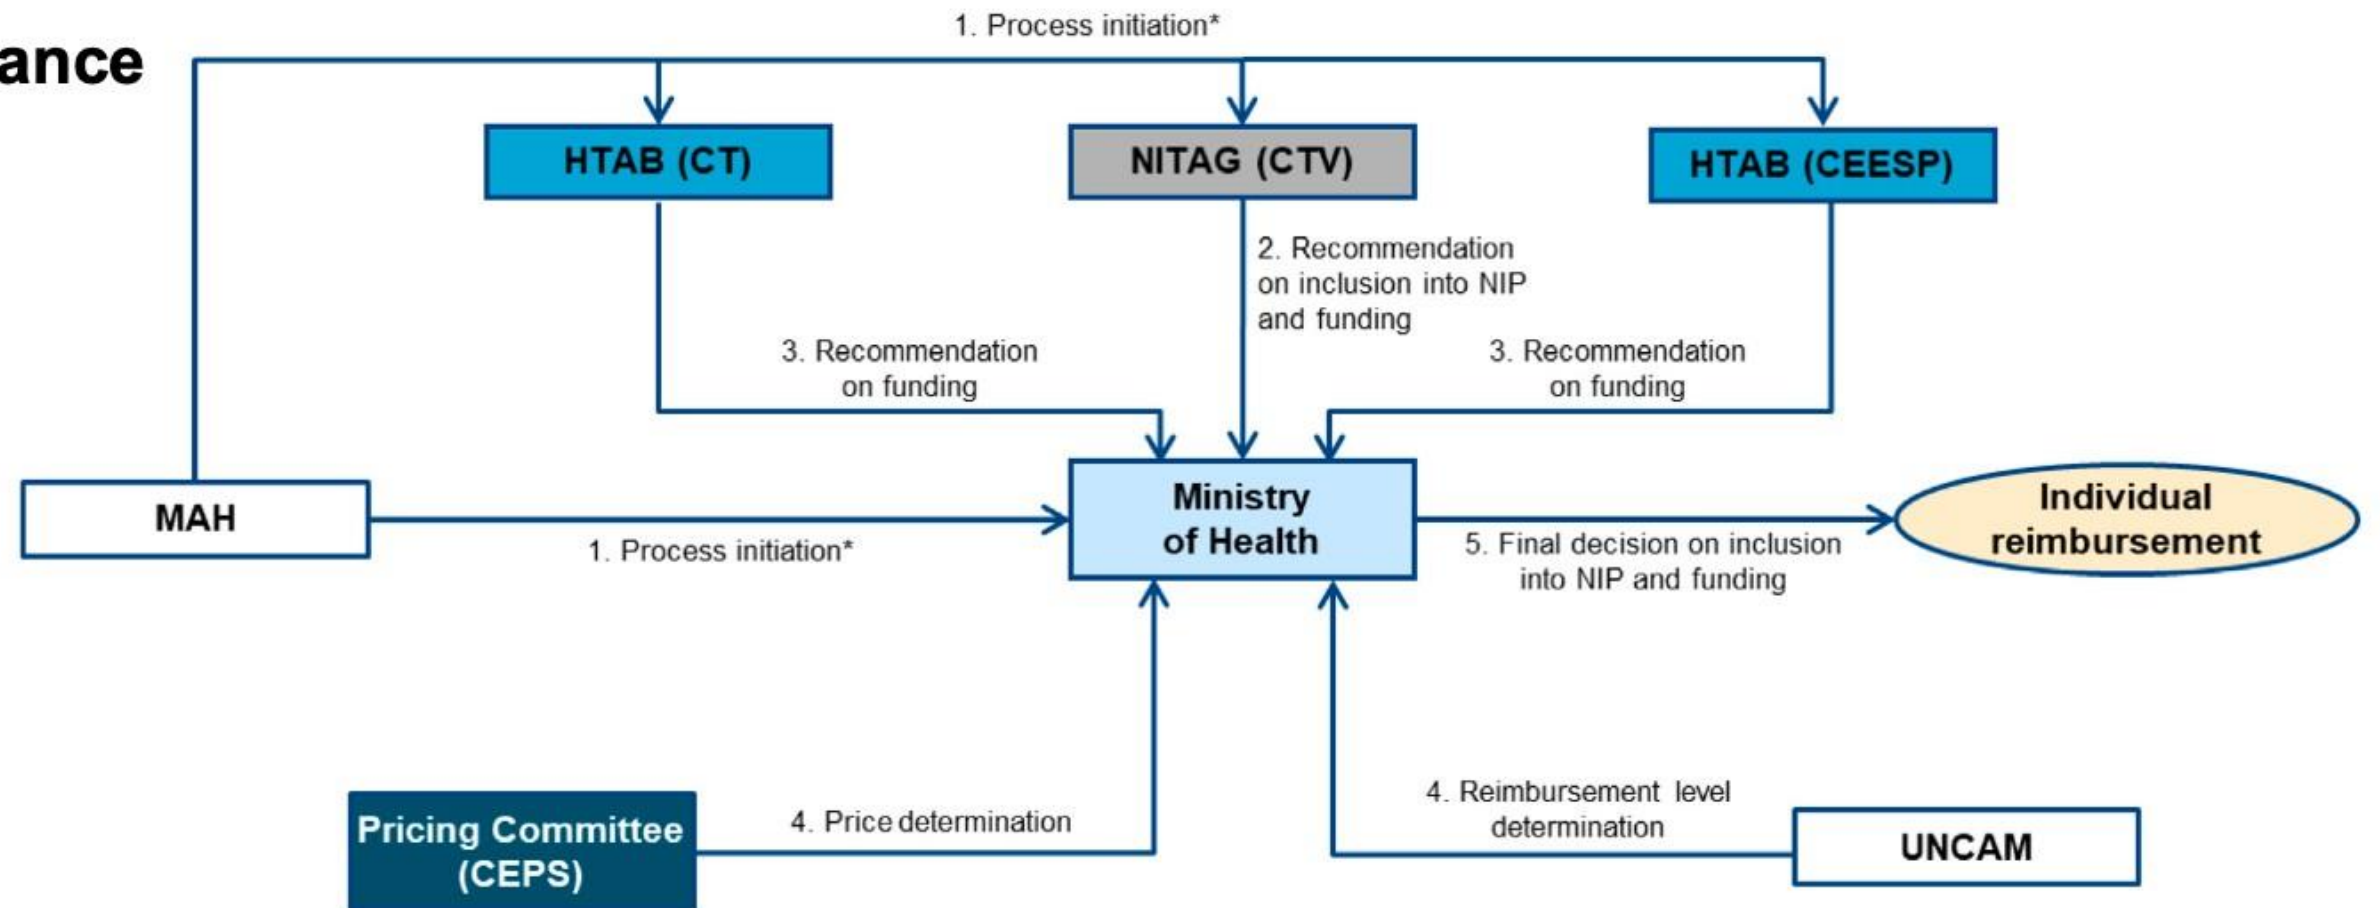 1. Process initiation*
ance
HTAB (CT)
NITAG (CTV)
HTAB (CEESP)
2. Recommendation
on inclusion into NIP
and funding
3. Recommendation
on funding
3. Recommendation
on funding
MAH
1. Process initiation*
Ministry
of Health
5. Final decision on inclusion
into NIP and funding
Individual
reimbursement
Pricing Committee
(CEPS)
4. Price determination
4. Reimbursement level
determination
UNCAM